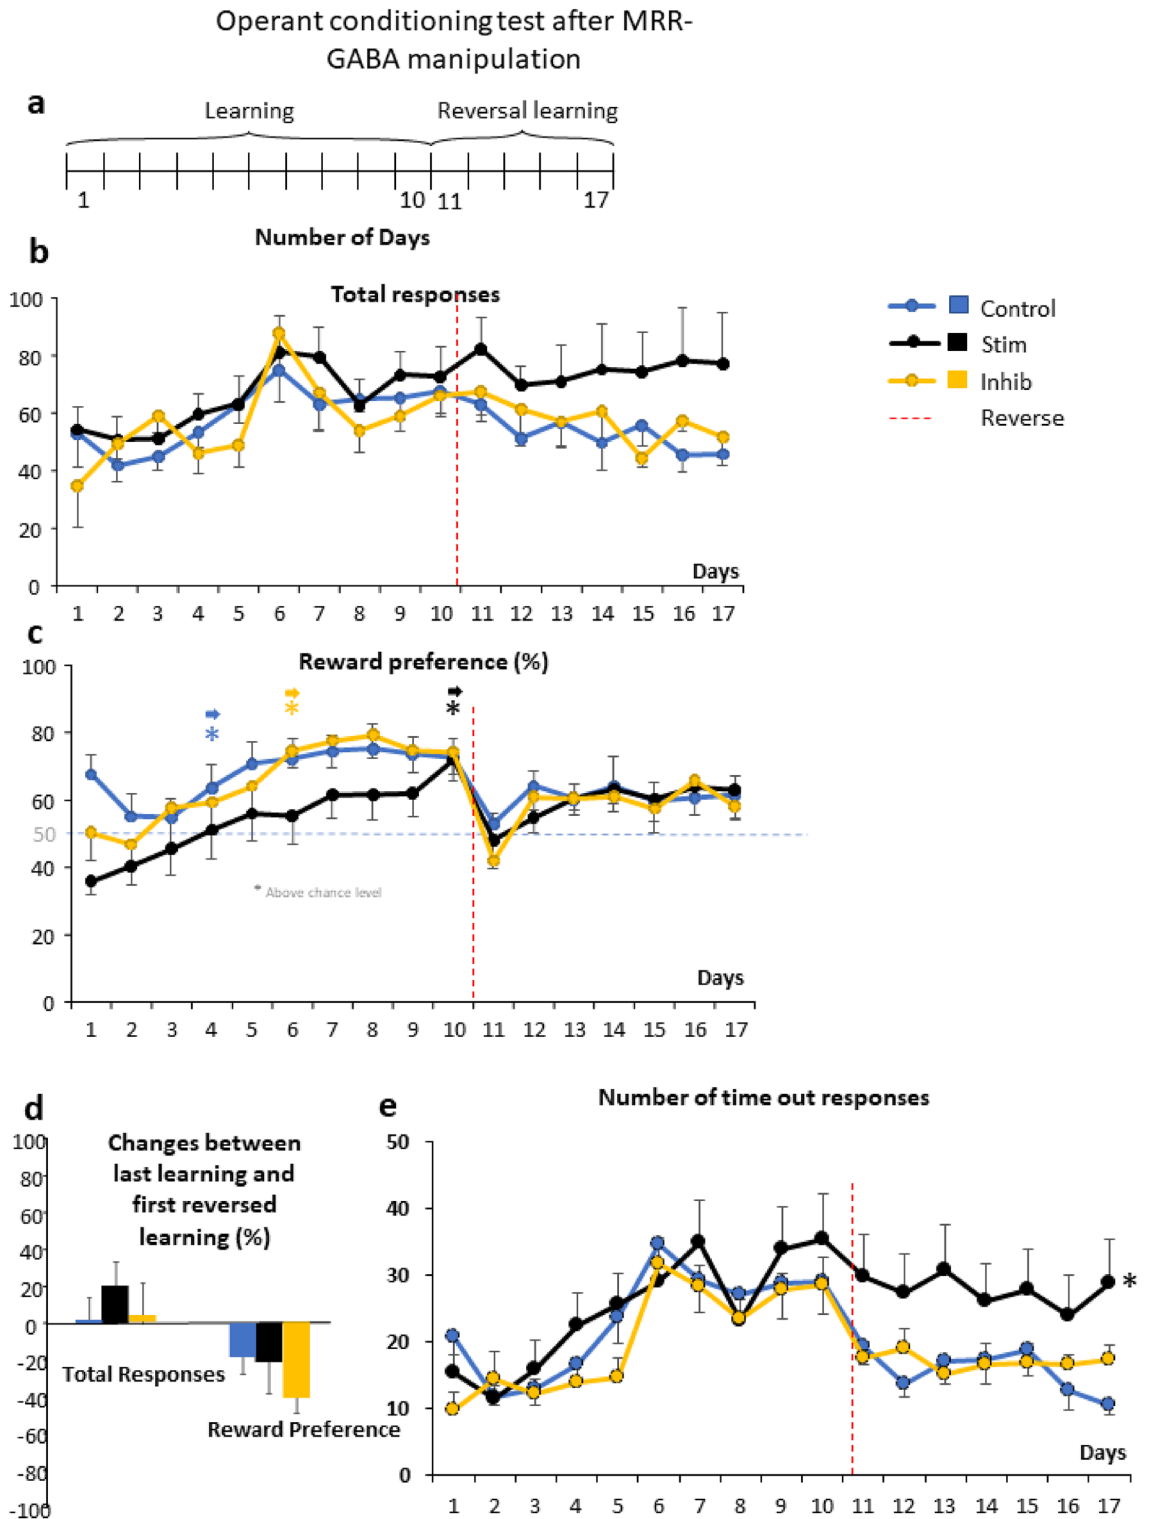 Operant conditioning test after MRR-
GABA manipulation
a
Learning
Reversal learning
1 10 11 17
Number of Days
b
Total responses
100
80
60
40
20
0
Days
1 2 3 4 5 6 7 8 9 10 11 12 13 14 15 16 17
Control
Stim
Inhib
Reverse
c
Reward preference (%)
100
80
60
50
40
20
0
* * *
* Above chance level
Days
1 2 3 4 5 6 7 8 9 10 11 12 13 14 15 16 17
d
Changes between
last learning and
first reversed
learning (%)
100
80
60
40
20
0
-20
-40
-60
-80
-100
Total Responses
Reward Preference
e
Number of time out responses
50
40
30
20
10
0
*
Days
1 2 3 4 5 6 7 8 9 10 11 12 13 14 15 16 17